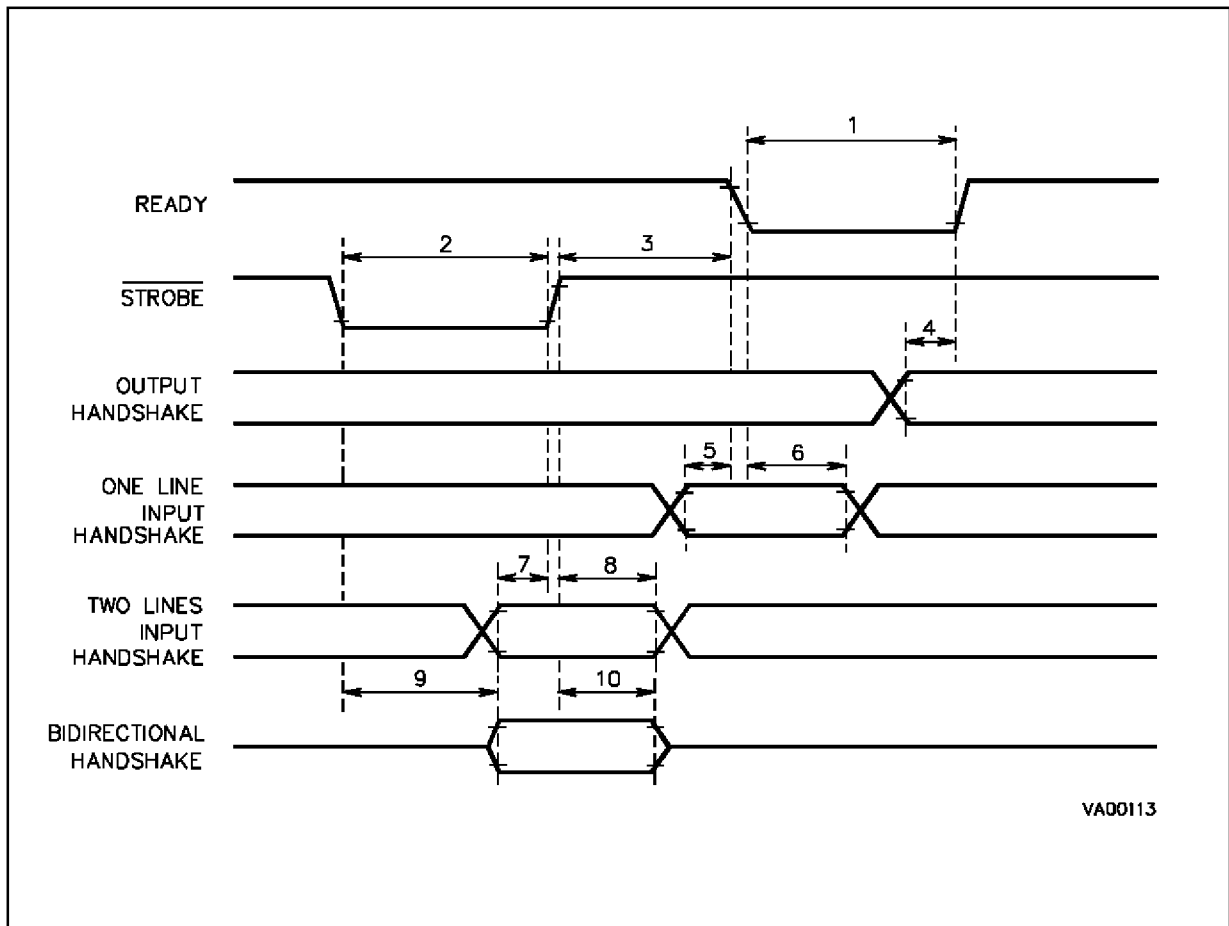 1
READY
2
3
STROBE
4
OUTPUT
HANDSHAKE
5
6
ONE LINE
INPUT
HANDSHAKE
7
8
TWO LINES
INPUT
HANDSHAKE
9
10
BIDIRECTIONAL
HANDSHAKE
VA00113